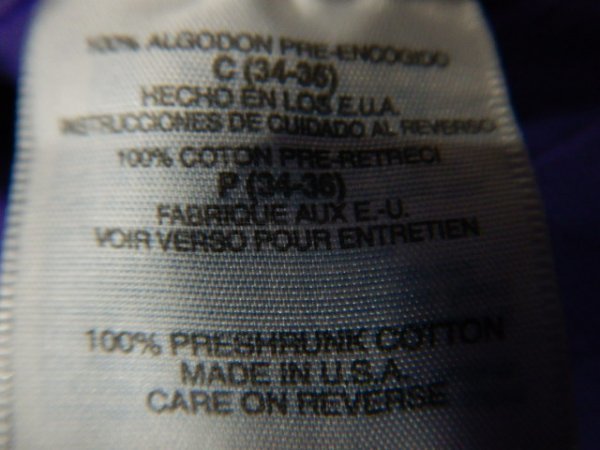 100% ALGODON PRE-ENCOGIDO
C (34-36)
HECHO EN LOS E.U.A.
INSTRUCCIONES DE CUIDADO AL REVERSO
100% COTON PRE-RETRECI
P (34-36)
FABRIQUE AUX E.-U.
VOIR VERSO POUR ENTRETIEN
100% PRESHRUNK COTTON
MADE IN U.S.A.
CARE ON REVERSE